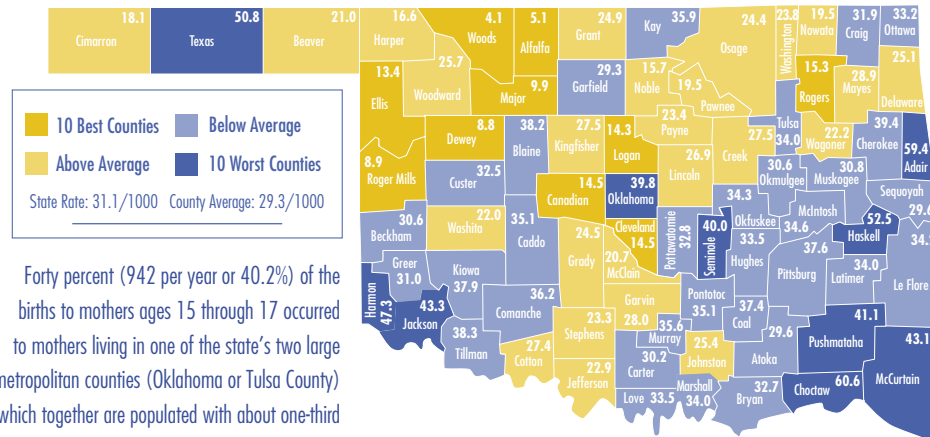 18.1 Cimarron
50.8 Texas
21.0 Beaver
16.6 Harper
4.1 Woods
5.1 Alfalfa
24.9 Grant
35.9 Kay
24.4 Osage
23.8 Washington
19.5 Nowata
31.9 Craig
33.2 Ottawa
13.4 Ellis
25.7 Woodward
9.9 Major
29.3 Garfield
15.7 Noble
19.5 Pawnee
15.3 Rogers
28.9 Mayes
25.1 Delaware
10 Best Counties
Below Average
Above Average
10 Worst Counties
State Rate: 31.1/1000 County Average: 29.3/1000
8.8 Dewey
38.2 Blaine
27.5 Kingfisher
14.3 Logan
23.4 Payne
27.5 Creek
Tulsa 34.0
22.2 Wagoner
39.4 Cherokee
59.4 Adair
8.9 Roger Mills
32.5 Custer
14.5 Canadian
39.8 Oklahoma
26.9 Lincoln
30.6 Okmulgee
30.8 Muskogee
Sequoyah 29.6
30.6 Beckham
22.0 Washita
35.1 Caddo
24.5 Grady
Cleveland 14.5
20.7 McClain
Pottawatomie 32.8
Seminole 40.0
34.3 Okfuskee
33.5 Hughes
McIntosh 34.6
37.6 Pittsburg
52.5 Haskell
34.0 Latimer
34.2 Le Flore
Harmon 47.3
Greer 31.0
43.3 Jackson
Kiowa 37.9
38.3 Tillman
36.2 Comanche
27.4 Cotton
23.3 Stephens
22.9 Jefferson
Garvin 28.0
35.6 Murray
30.2 Carter
Love 33.5
Marshall 34.0
Pontotoc 35.1
25.4 Johnston
37.4 Coal
29.6 Atoka
32.7 Bryan
41.1 Pushmataha
60.6 Choctaw
43.1 McCurtain
Forty percent (942 per year or 40.2%) of the
births to mothers ages 15 through 17 occurred
to mothers living in one of the state's two large
metropolitan counties (Oklahoma or Tulsa County)
which together are populated with about one-third